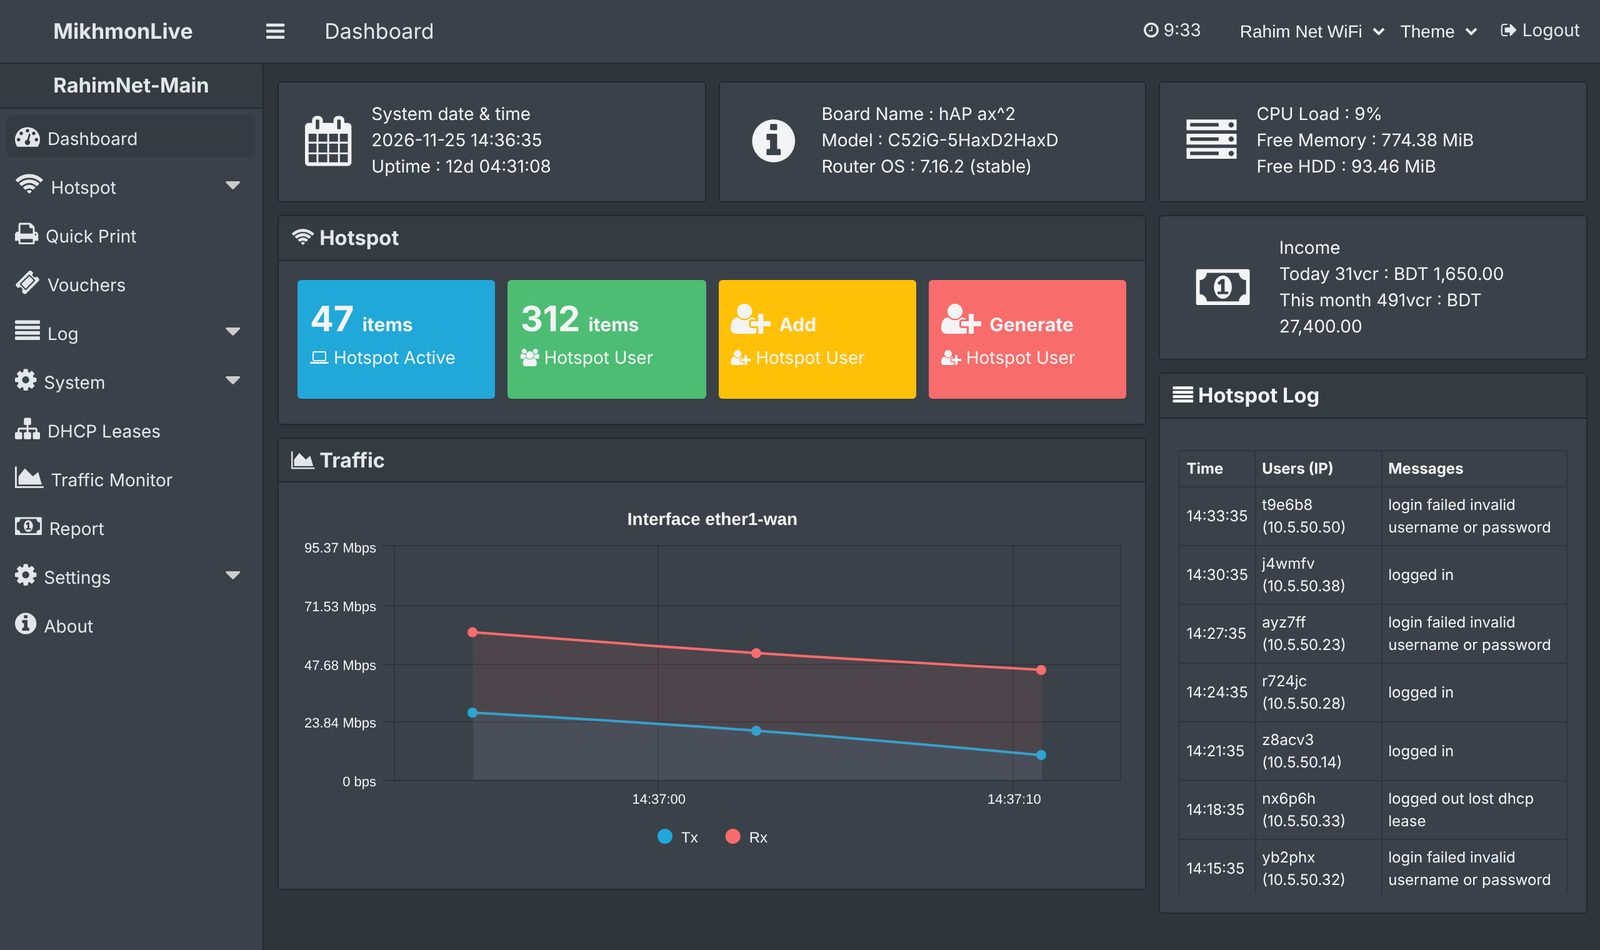 MikhmonLive
Dashboard
9:33
Rahim Net WiFi
Theme
Logout
RahimNet-Main
Dashboard
Hotspot
Quick Print
Vouchers
Log
System
DHCP Leases
Traffic Monitor
Report
Settings
About
System date & time
2026-11-25 14:36:35
Uptime : 12d 04:31:08
Board Name : hAP ax^2
Model : C52iG-5HaxD2HaxD
Router OS : 7.16.2 (stable)
CPU Load : 9%
Free Memory : 774.38 MiB
Free HDD : 93.46 MiB
Hotspot
47 items
Hotspot Active
312 items
Hotspot User
Add
Hotspot User
Generate
Hotspot User
Income
Today 31vcr : BDT 1,650.00
This month 491vcr : BDT
27,400.00
Traffic
Interface ether1-wan
95.37 Mbps
71.53 Mbps
47.68 Mbps
23.84 Mbps
0 bps
14:37:00
14:37:10
Tx
Rx
Hotspot Log
Time Users (IP) Messages
14:33:35 t9e6b8 (10.5.50.50) login failed invalid username or password
14:30:35 j4wmfv (10.5.50.38) logged in
14:27:35 ayz7ff (10.5.50.23) login failed invalid username or password
14:24:35 r724jc (10.5.50.28) logged in
14:21:35 z8acv3 (10.5.50.14) logged in
14:18:35 nx6p6h (10.5.50.33) logged out lost dhcp lease
14:15:35 yb2phx (10.5.50.32) login failed invalid username or password